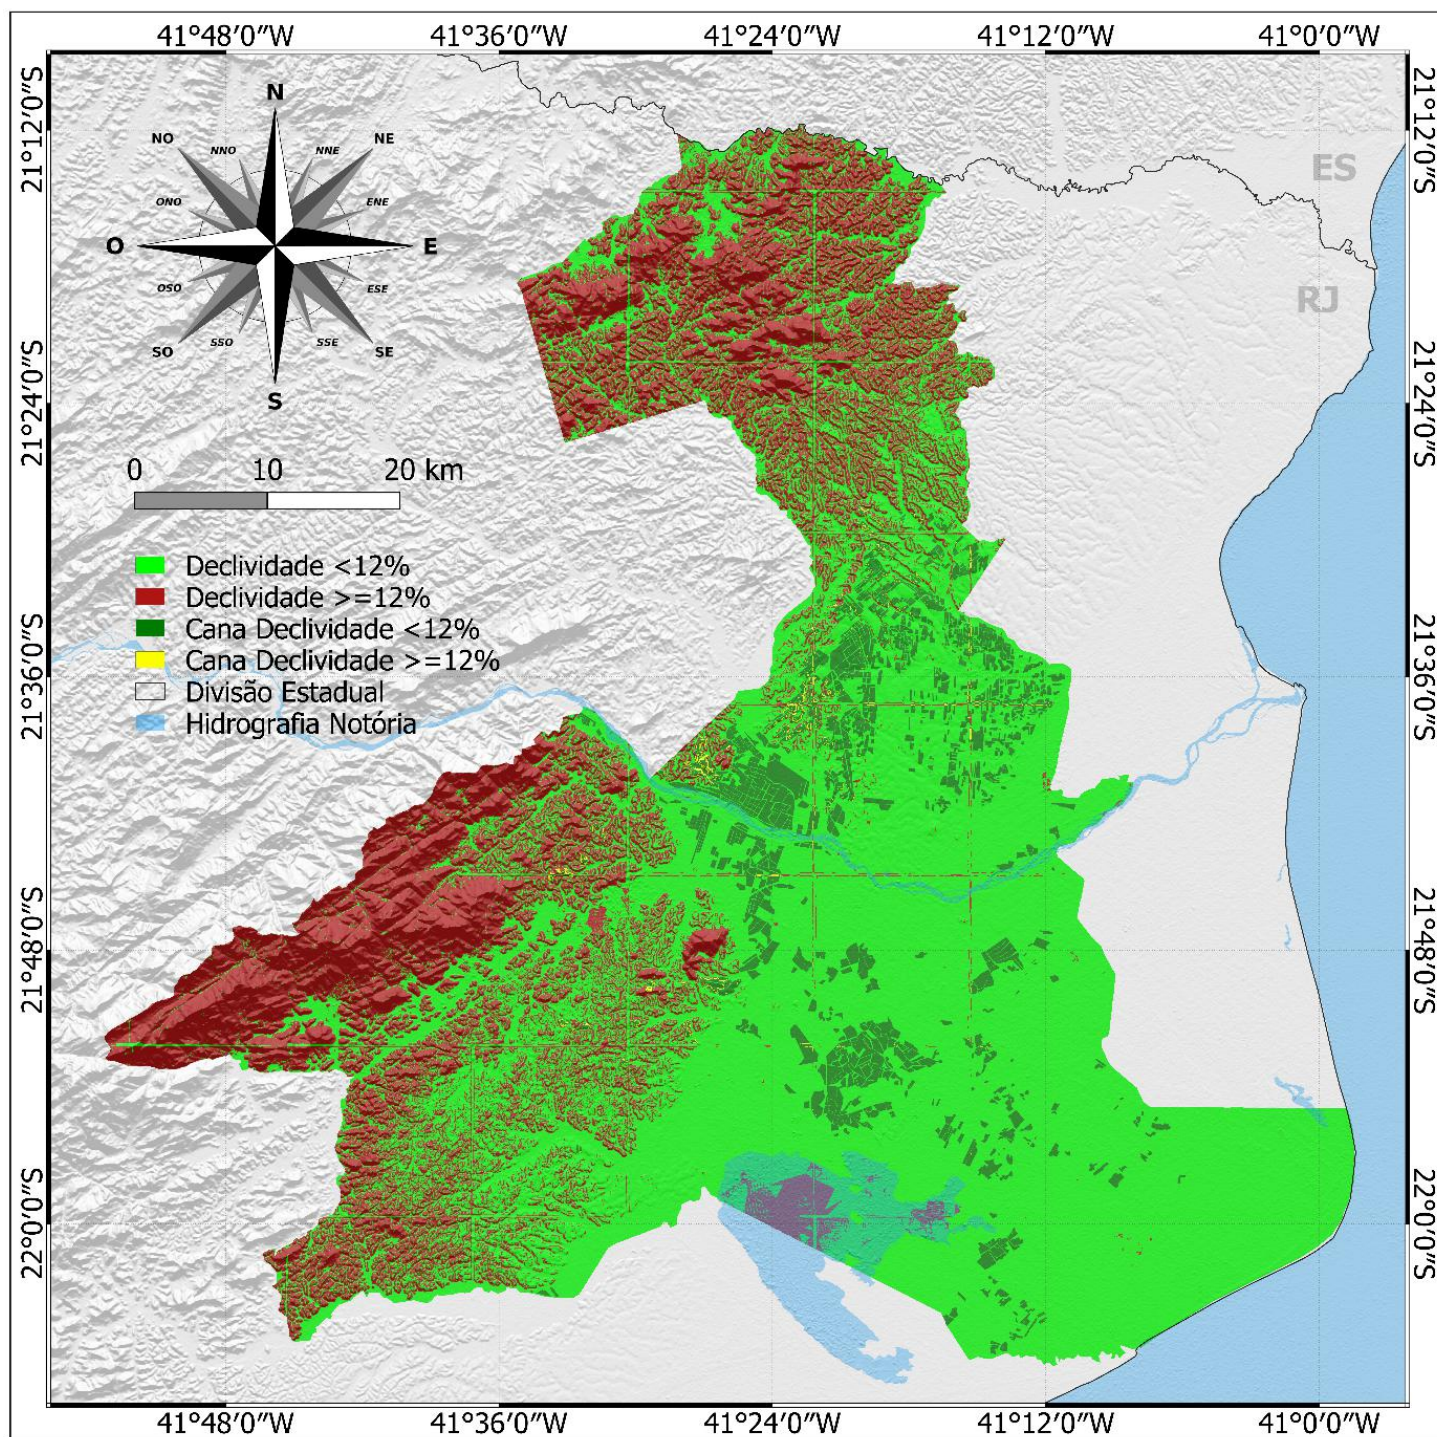 41°48′0″W 41°36′0″W 41°24′0″W 41°12′0″W 41°0′0″W
21°12′0″S 21°12′0″S
N
NO NE
NNO NNE
ONO ENE
O E
OSO ESE
SSO SSE
SO SE
S
ES
RJ
21°24′0″S 21°24′0″S
0 10 20 km
Declividade <12%
Declividade >=12%
Cana Declividade <12%
Cana Declividade >=12%
Divisão Estadual
Hidrografia Notória
21°36′0″S 21°36′0″S
21°48′0″S 21°48′0″S
22°0′0″S 22°0′0″S
41°48′0″W 41°36′0″W 41°24′0″W 41°12′0″W 41°0′0″W